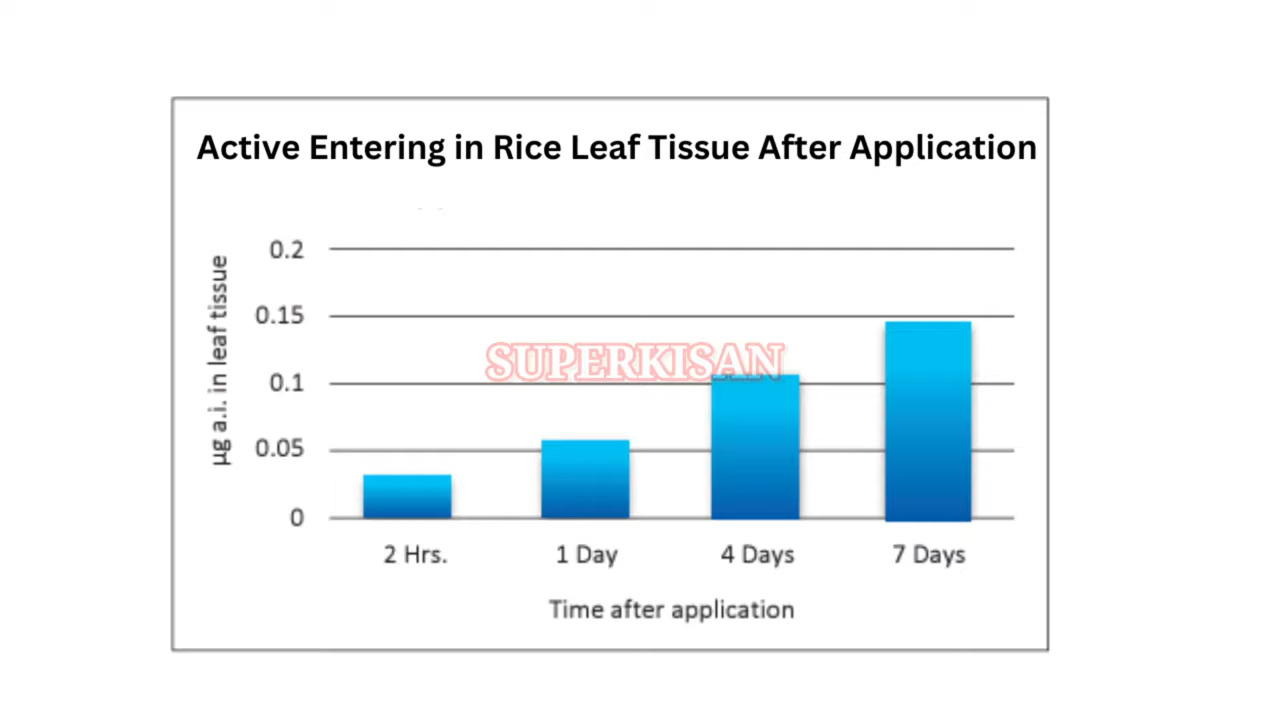 Active Entering in Rice Leaf Tissue After Application
µg a.i. in leaf tissue
0.2
0.15
0.1
0.05
0
SUPERKISAN
2 Hrs.
1 Day
4 Days
7 Days
Time after application